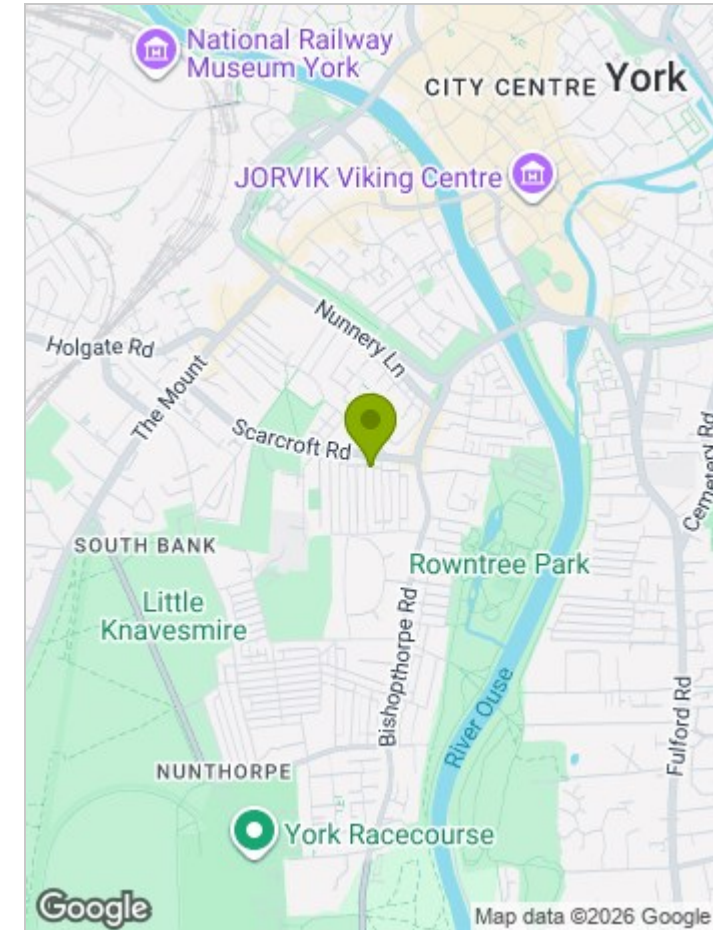 National Railway
Museum York
CITY CENTRE
York
JORVIK Viking Centre
Nunnery Ln
Holgate Rd
The Mount
Scarcroft Rd
Cemetery Rd
SOUTH BANK
Rowntree Park
Little
Knavesmire
Bishopthorpe Rd
River Ouse
Fulford Rd
NUNTHORPE
York Racecourse
Google
Map data ©2026 Google